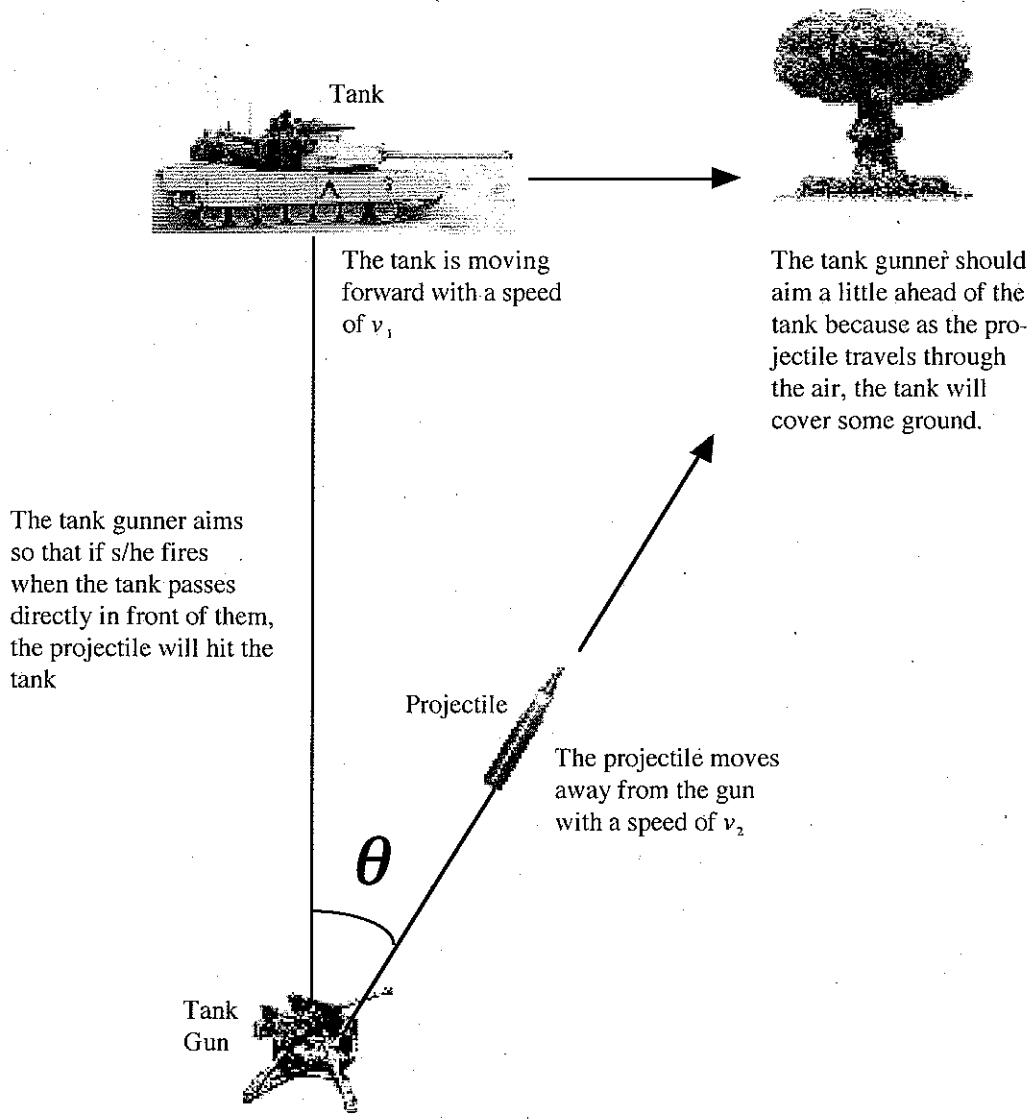 Tank
The tank is moving
forward with a speed
of v₁
The tank gunner should
aim a little ahead of the
tank because as the pro-
jectile travels through
the air, the tank will
cover some ground.
The tank gunner aims
so that if s/he fires
when the tank passes
directly in front of them,
the projectile will hit the
tank
Projectile
The projectile moves
away from the gun
with a speed of v₂
θ
Tank
Gun